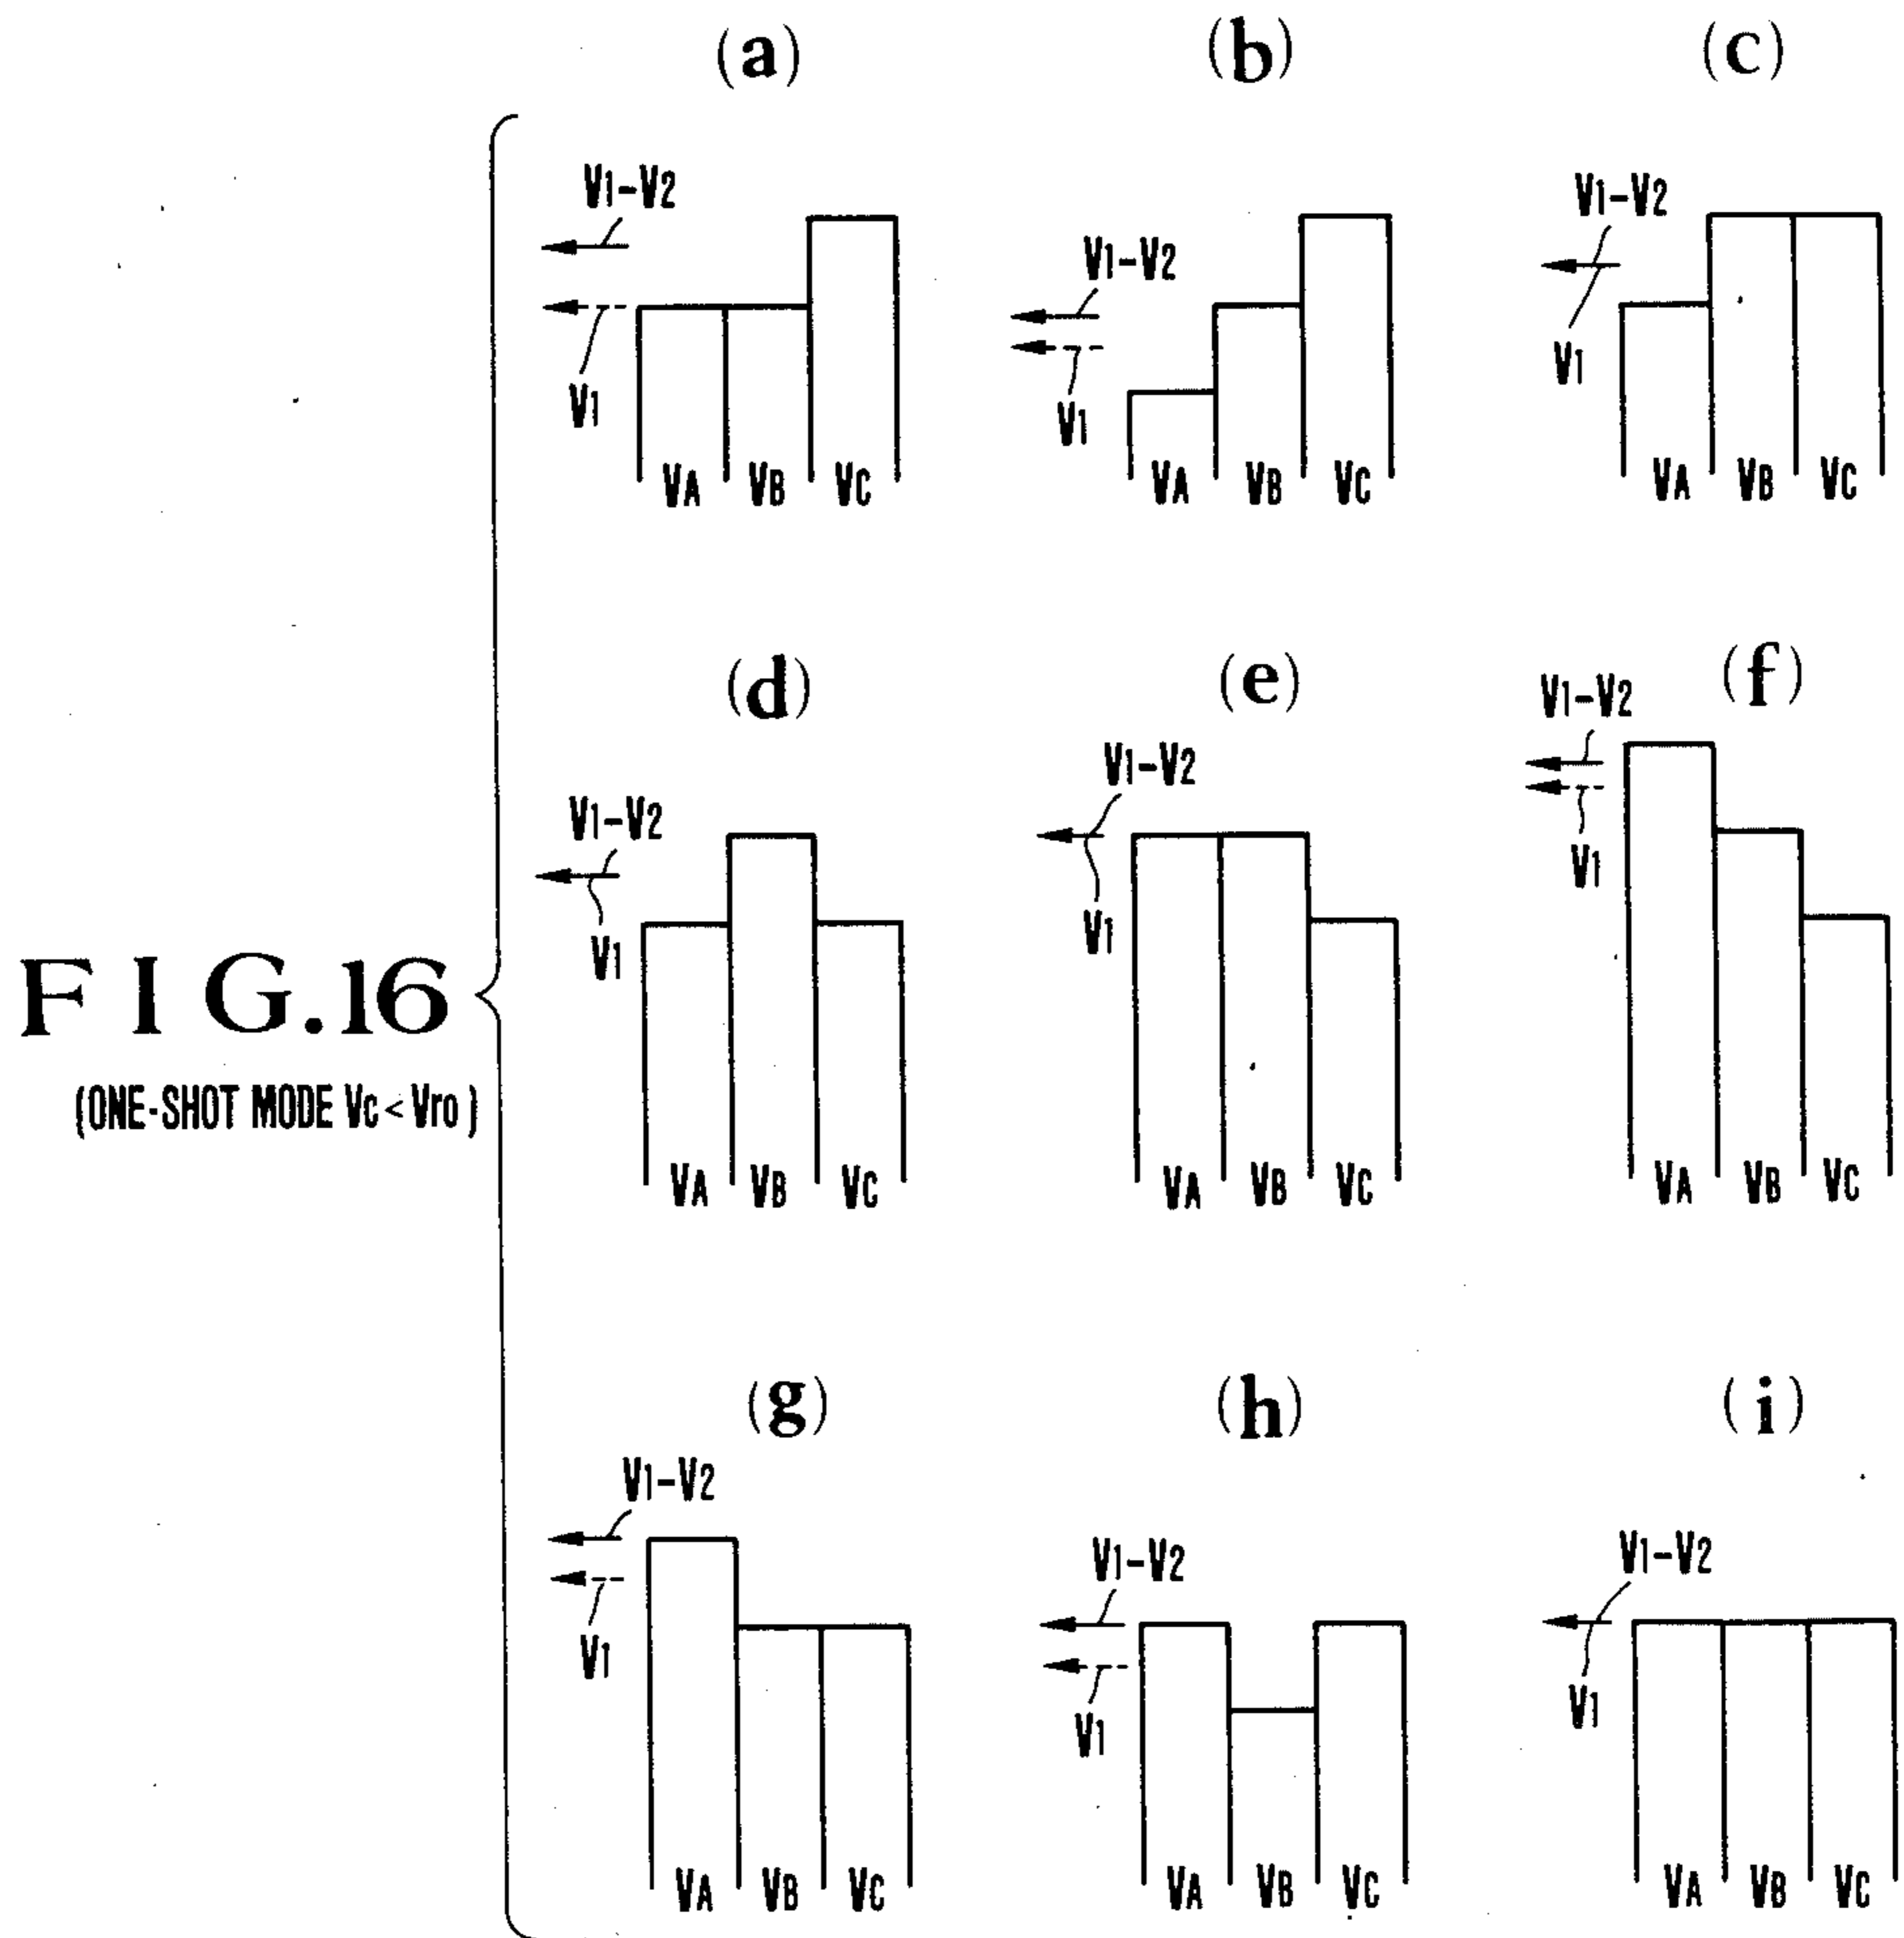 (a)
(b)
(c)
V1-V2
V1
VA VB VC
V1-V2
V1
VA VB VC
V1-V2
V1
VA VB VC
(d)
(e)
(f)
V1-V2
V1
VA VB VC
V1-V2
V1
VA VB VC
V1-V2
V1
VA VB VC
FIG.16
(ONE-SHOT MODE VC < Vro)
(g)
(h)
(i)
V1-V2
V1
VA VB VC
V1-V2
V1
VA VB VC
V1-V2
V1
VA VB VC